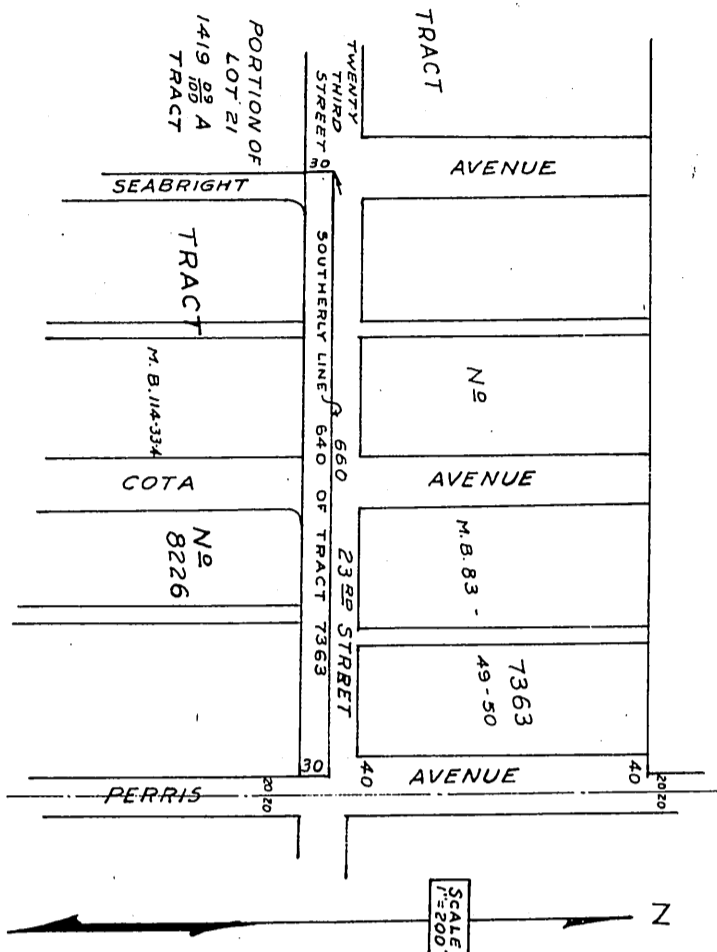 TRACT
TWENTY
THIRD
STREET
PORTION OF
LOT 21
1419 09/100 A
TRACT
30
SEABRIGHT
AVENUE
TRACT
SOUTHERLY LINE 640 OF TRACT 7363
660
M. B. 114-33-4
Nº
COTA
AVENUE
Nº
8226
23RD STREET
M. B. 83 -
7363
49 - 50
30
40
40
AVENUE
PERRIS
20
20
20
20
SCALE
1"=200'
N